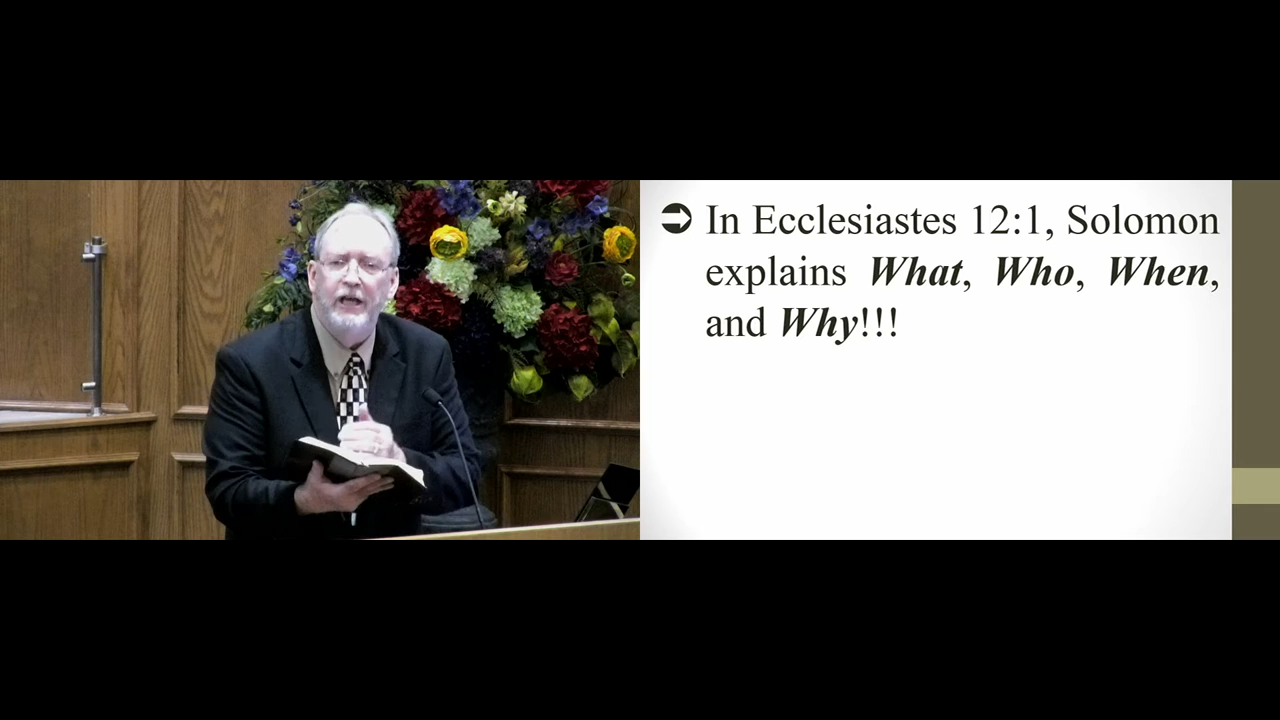 ➲ In Ecclesiastes 12:1, Solomon
explains What, Who, When,
and Why!!!